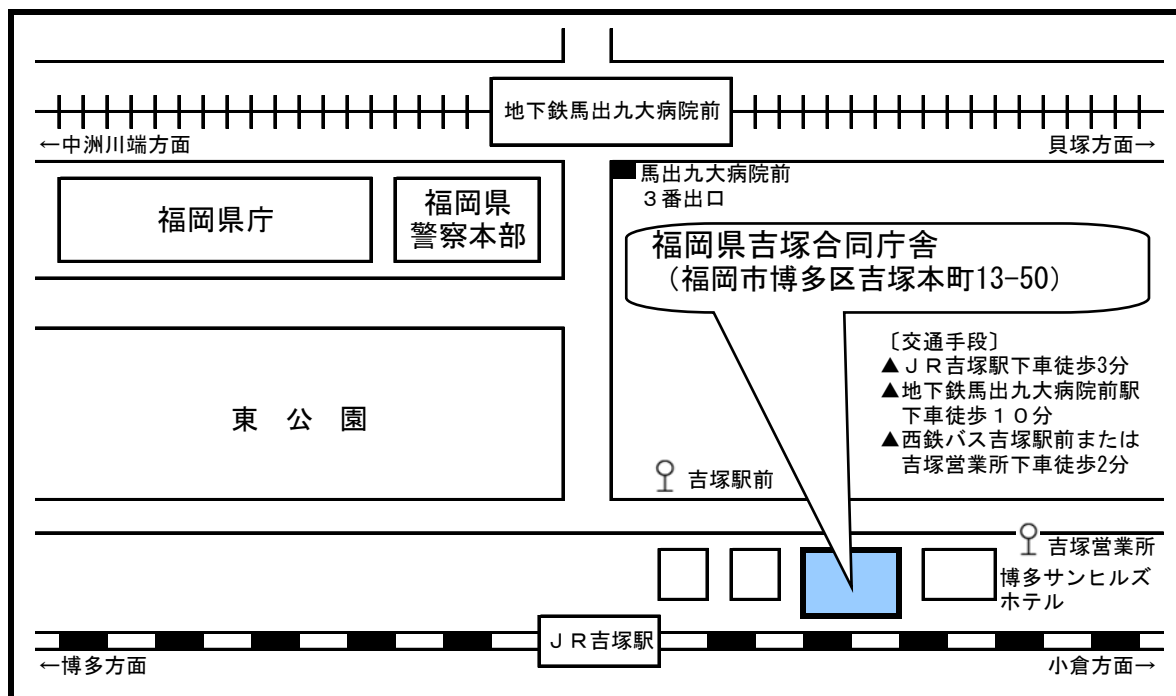 地下鉄馬出九大病院前
←中洲川端方面
貝塚方面→
馬出九大病院前
３番出口
福岡県庁
福岡県
警察本部
福岡県吉塚合同庁舎
（福岡市博多区吉塚本町13-50）
〔交通手段〕
▲ＪＲ吉塚駅下車徒歩3分
▲地下鉄馬出九大病院前駅
下車徒歩１０分
▲西鉄バス吉塚駅前または
吉塚営業所下車徒歩2分
東　公　園
吉塚駅前
吉塚営業所
博多サンヒルズ
ホテル
ＪＲ吉塚駅
←博多方面
小倉方面→